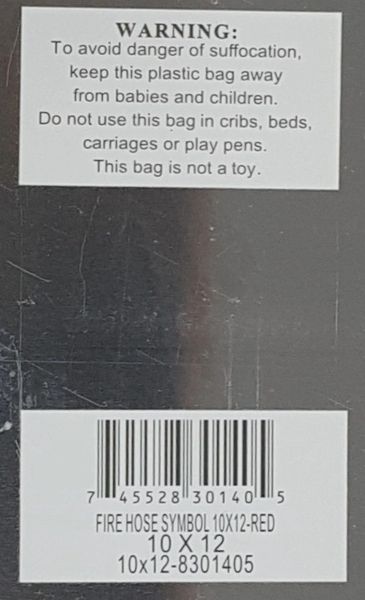 WARNING:
To avoid danger of suffocation,
keep this plastic bag away
from babies and children.
Do not use this bag in cribs, beds,
carriages or play pens.
This bag is not a toy.
7 45528 30140 5
FIRE HOSE SYMBOL 10X12-RED
10 X 12
10x12-8301405